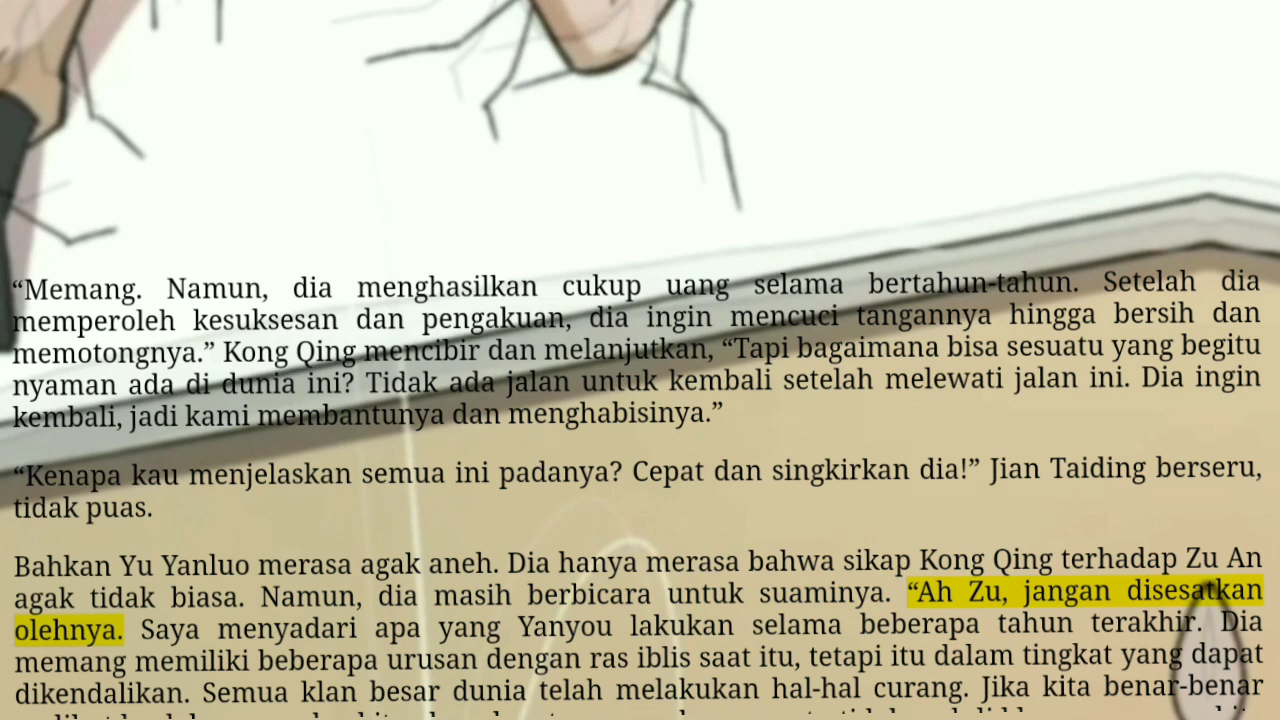 “Memang. Namun, dia menghasilkan cukup uang selama bertahun-tahun. Setelah dia
memperoleh kesuksesan dan pengakuan, dia ingin mencuci tangannya hingga bersih dan
memotongnya.” Kong Qing mencibir dan melanjutkan, “Tapi bagaimana bisa sesuatu yang begitu
nyaman ada di dunia ini? Tidak ada jalan untuk kembali setelah melewati jalan ini. Dia ingin
kembali, jadi kami membantunya dan menghabisinya.”
“Kenapa kau menjelaskan semua ini padanya? Cepat dan singkirkan dia!” Jian Taiding berseru,
tidak puas.
Bahkan Yu Yanluo merasa agak aneh. Dia hanya merasa bahwa sikap Kong Qing terhadap Zu An
agak tidak biasa. Namun, dia masih berbicara untuk suaminya. “Ah Zu, jangan disesatkan
olehnya. Saya menyadari apa yang Yanyou lakukan selama beberapa tahun terakhir. Dia
memang memiliki beberapa urusan dengan ras iblis saat itu, tetapi itu dalam tingkat yang dapat
dikendalikan. Semua klan besar dunia telah melakukan hal-hal curang. Jika kita benar-benar